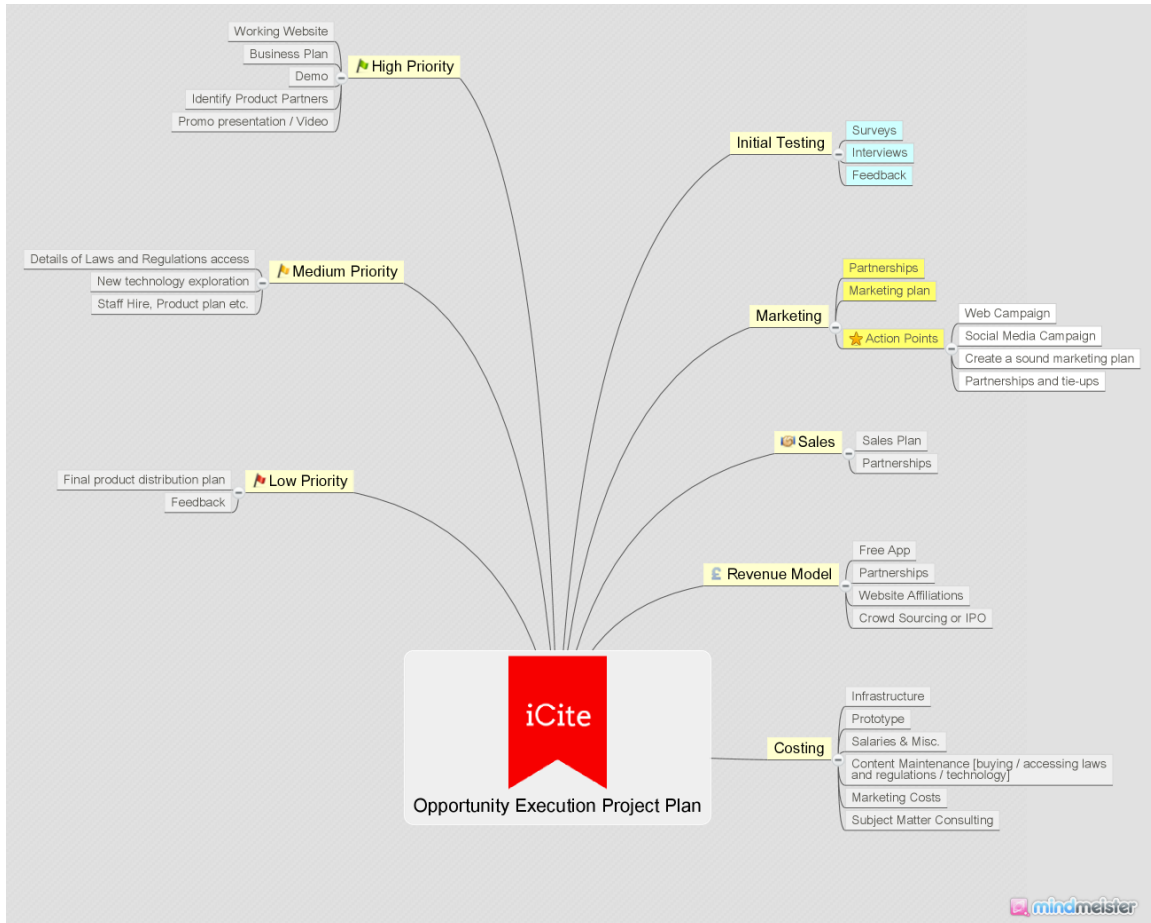 Working Website
Business Plan
High Priority
Demo
Identify Product Partners
Promo presentation / Video
Initial Testing
Surveys
Interviews
Feedback
Details of Laws and Regulations access
Medium Priority
New technology exploration
Staff Hire, Product plan etc.
Marketing
Partnerships
Marketing plan
Action Points
Web Campaign
Social Media Campaign
Create a sound marketing plan
Partnerships and tie-ups
Sales
Sales Plan
Partnerships
Final product distribution plan
Low Priority
Feedback
£ Revenue Model
Free App
Partnerships
Website Affiliations
Crowd Sourcing or IPO
iCite
Opportunity Execution Project Plan
Costing
Infrastructure
Prototype
Salaries & Misc.
Content Maintenance [buying / accessing laws
and regulations / technology]
Marketing Costs
Subject Matter Consulting
mindmeister